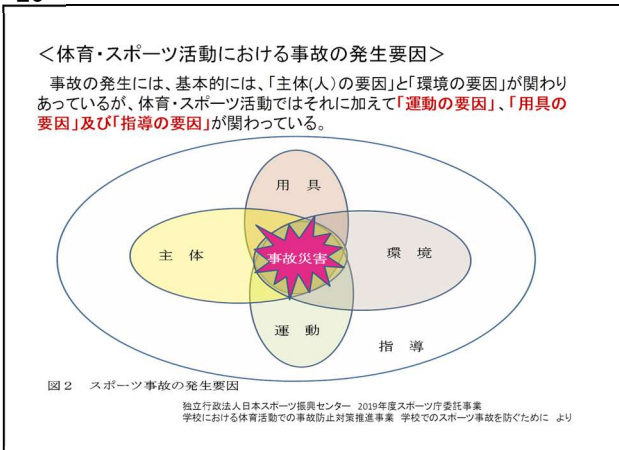 ＜体育・スポーツ活動における事故の発生要因＞
事故の発生には、基本的には、「主体(人)の要因」と「環境の要因」が関わり
あっているが、体育・スポーツ活動ではそれに加えて「運動の要因」、「用具の
要因」及び「指導の要因」が関わっている。
用 具
主 体
事故災害
環 境
運 動
指 導
図２ スポーツ事故の発生要因
独立行政法人日本スポーツ振興センター 2019年度スポーツ庁委託事業
学校における体育活動での事故防止対策推進事業 学校でのスポーツ事故を防ぐために より